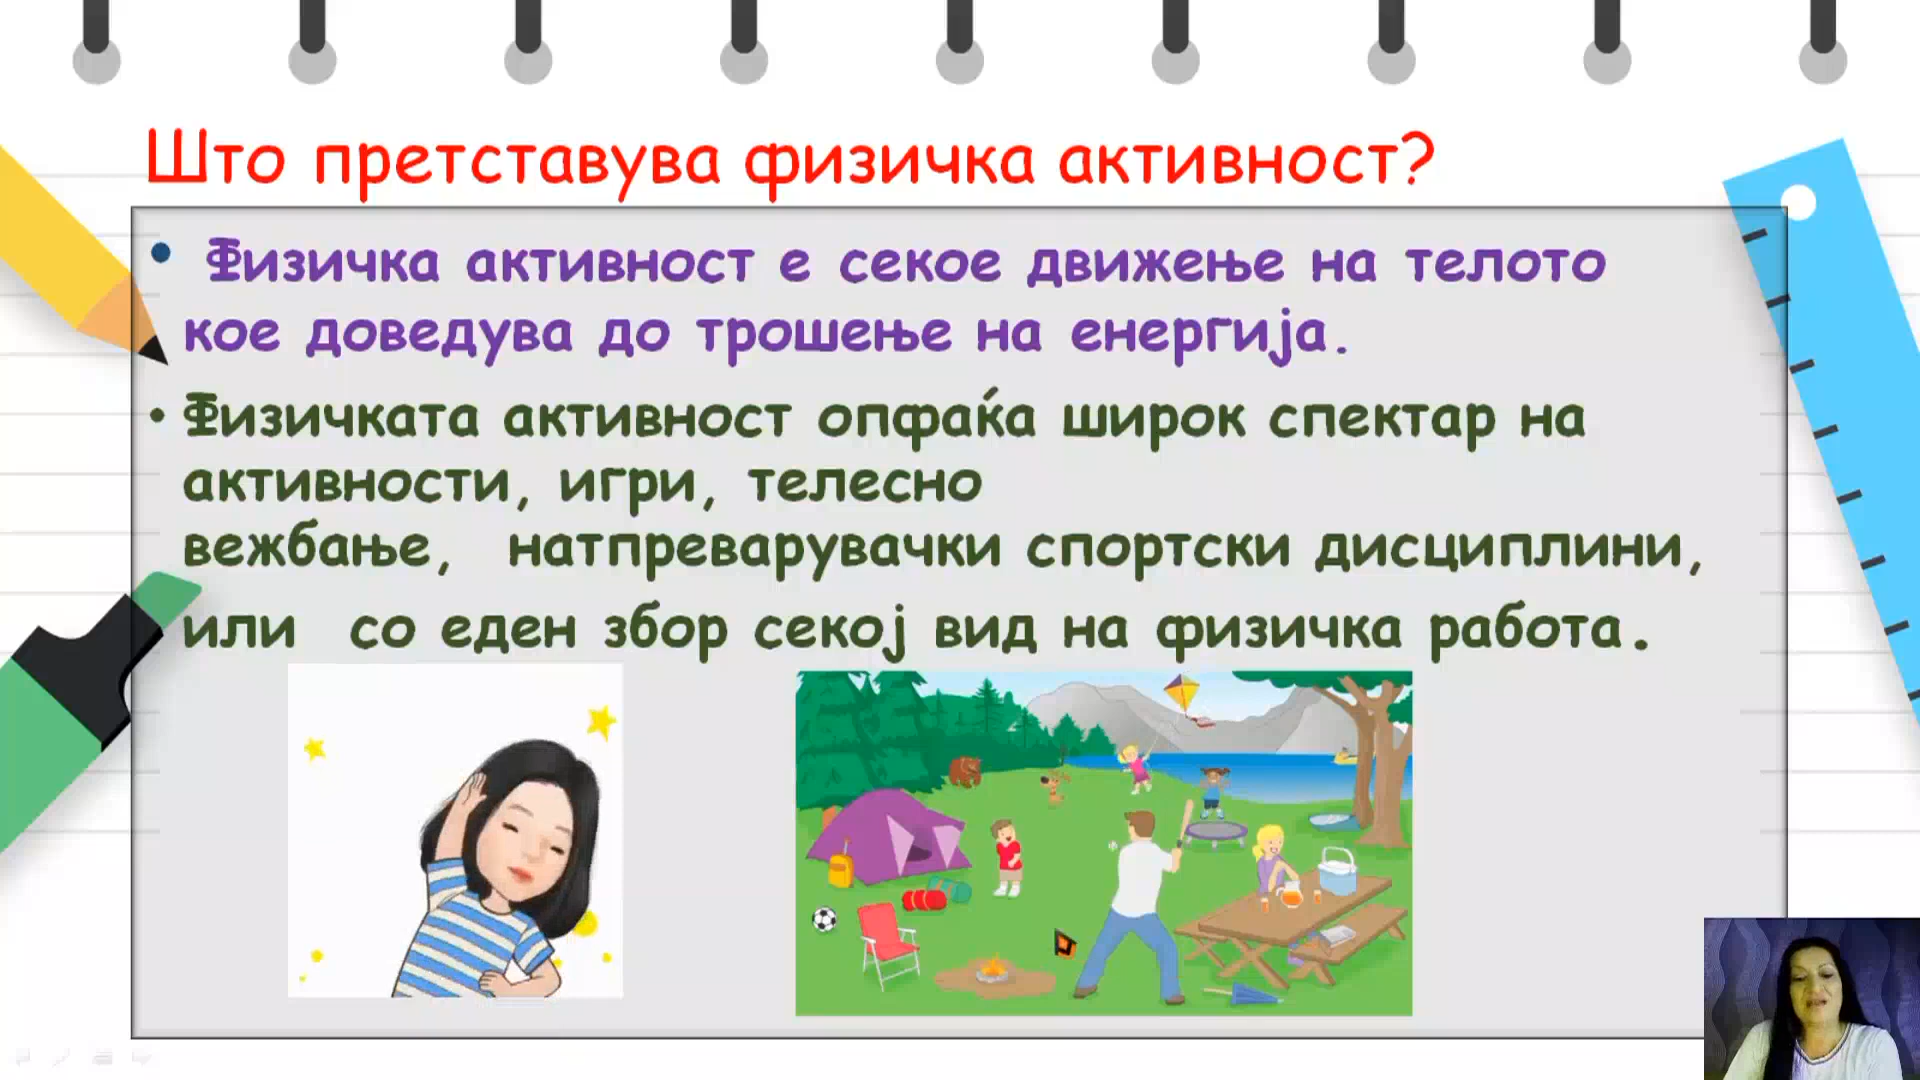 Што претставува физичка активност?
• Физичка активност е секое движење на телото
кое доведува до трошење на енергија.
• Физичката активност опфаќа широк спектар на
активности, игри, телесно
вежбање, натпреварувачки спортски дисциплини,
или со еден збор секој вид на физичка работа.